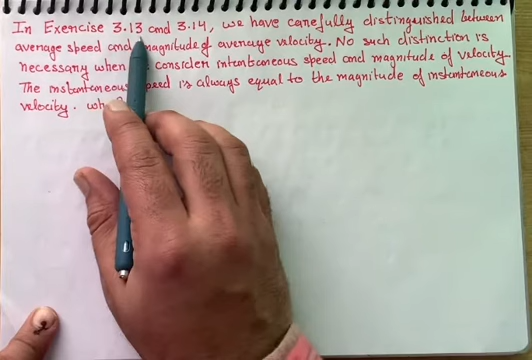 In Exercise 3.13 and 3.14, we have carefully distinguished between
average speed and magnitude of average velocity. No such distinction is
necessary when consider intentaneous speed and magnitude of velocity.
The instantaneous speed is always equal to the magnitude of instantaneous
velocity.